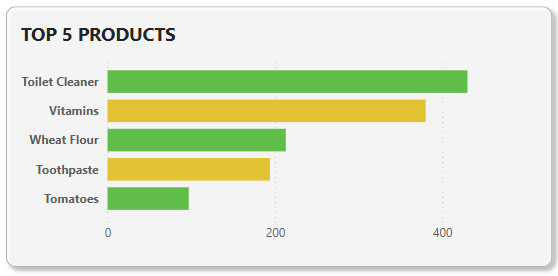 TOP 5 PRODUCTS
Toilet Cleaner
Vitamins
Wheat Flour
Toothpaste
Tomatoes
0 200 400